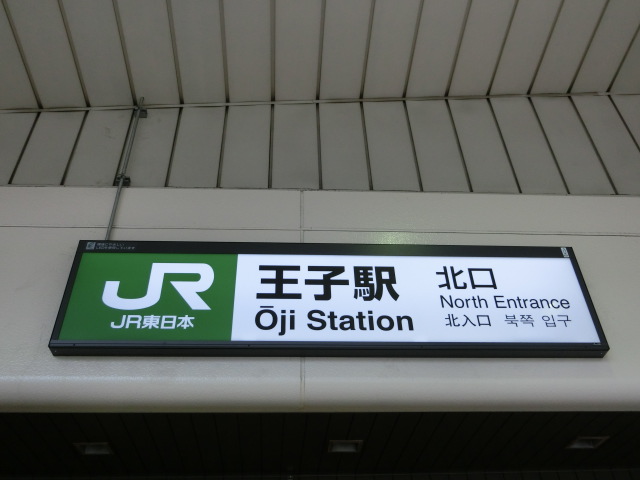 JR
JR東日本
王子駅
Ōji Station
北口
North Entrance
北入口 북쪽 입구